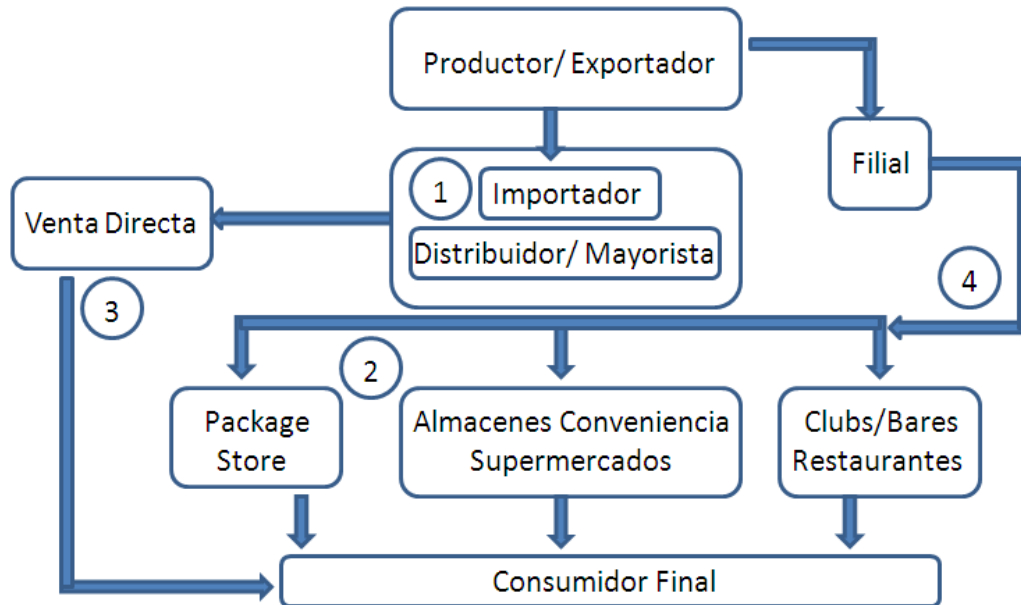 Productor/ Exportador
Filial
1
Importador
Venta Directa
Distribuidor/ Mayorista
3
4
2
Package
Store
Almacenes Conveniencia
Supermercados
Clubs/Bares
Restaurantes
Consumidor Final